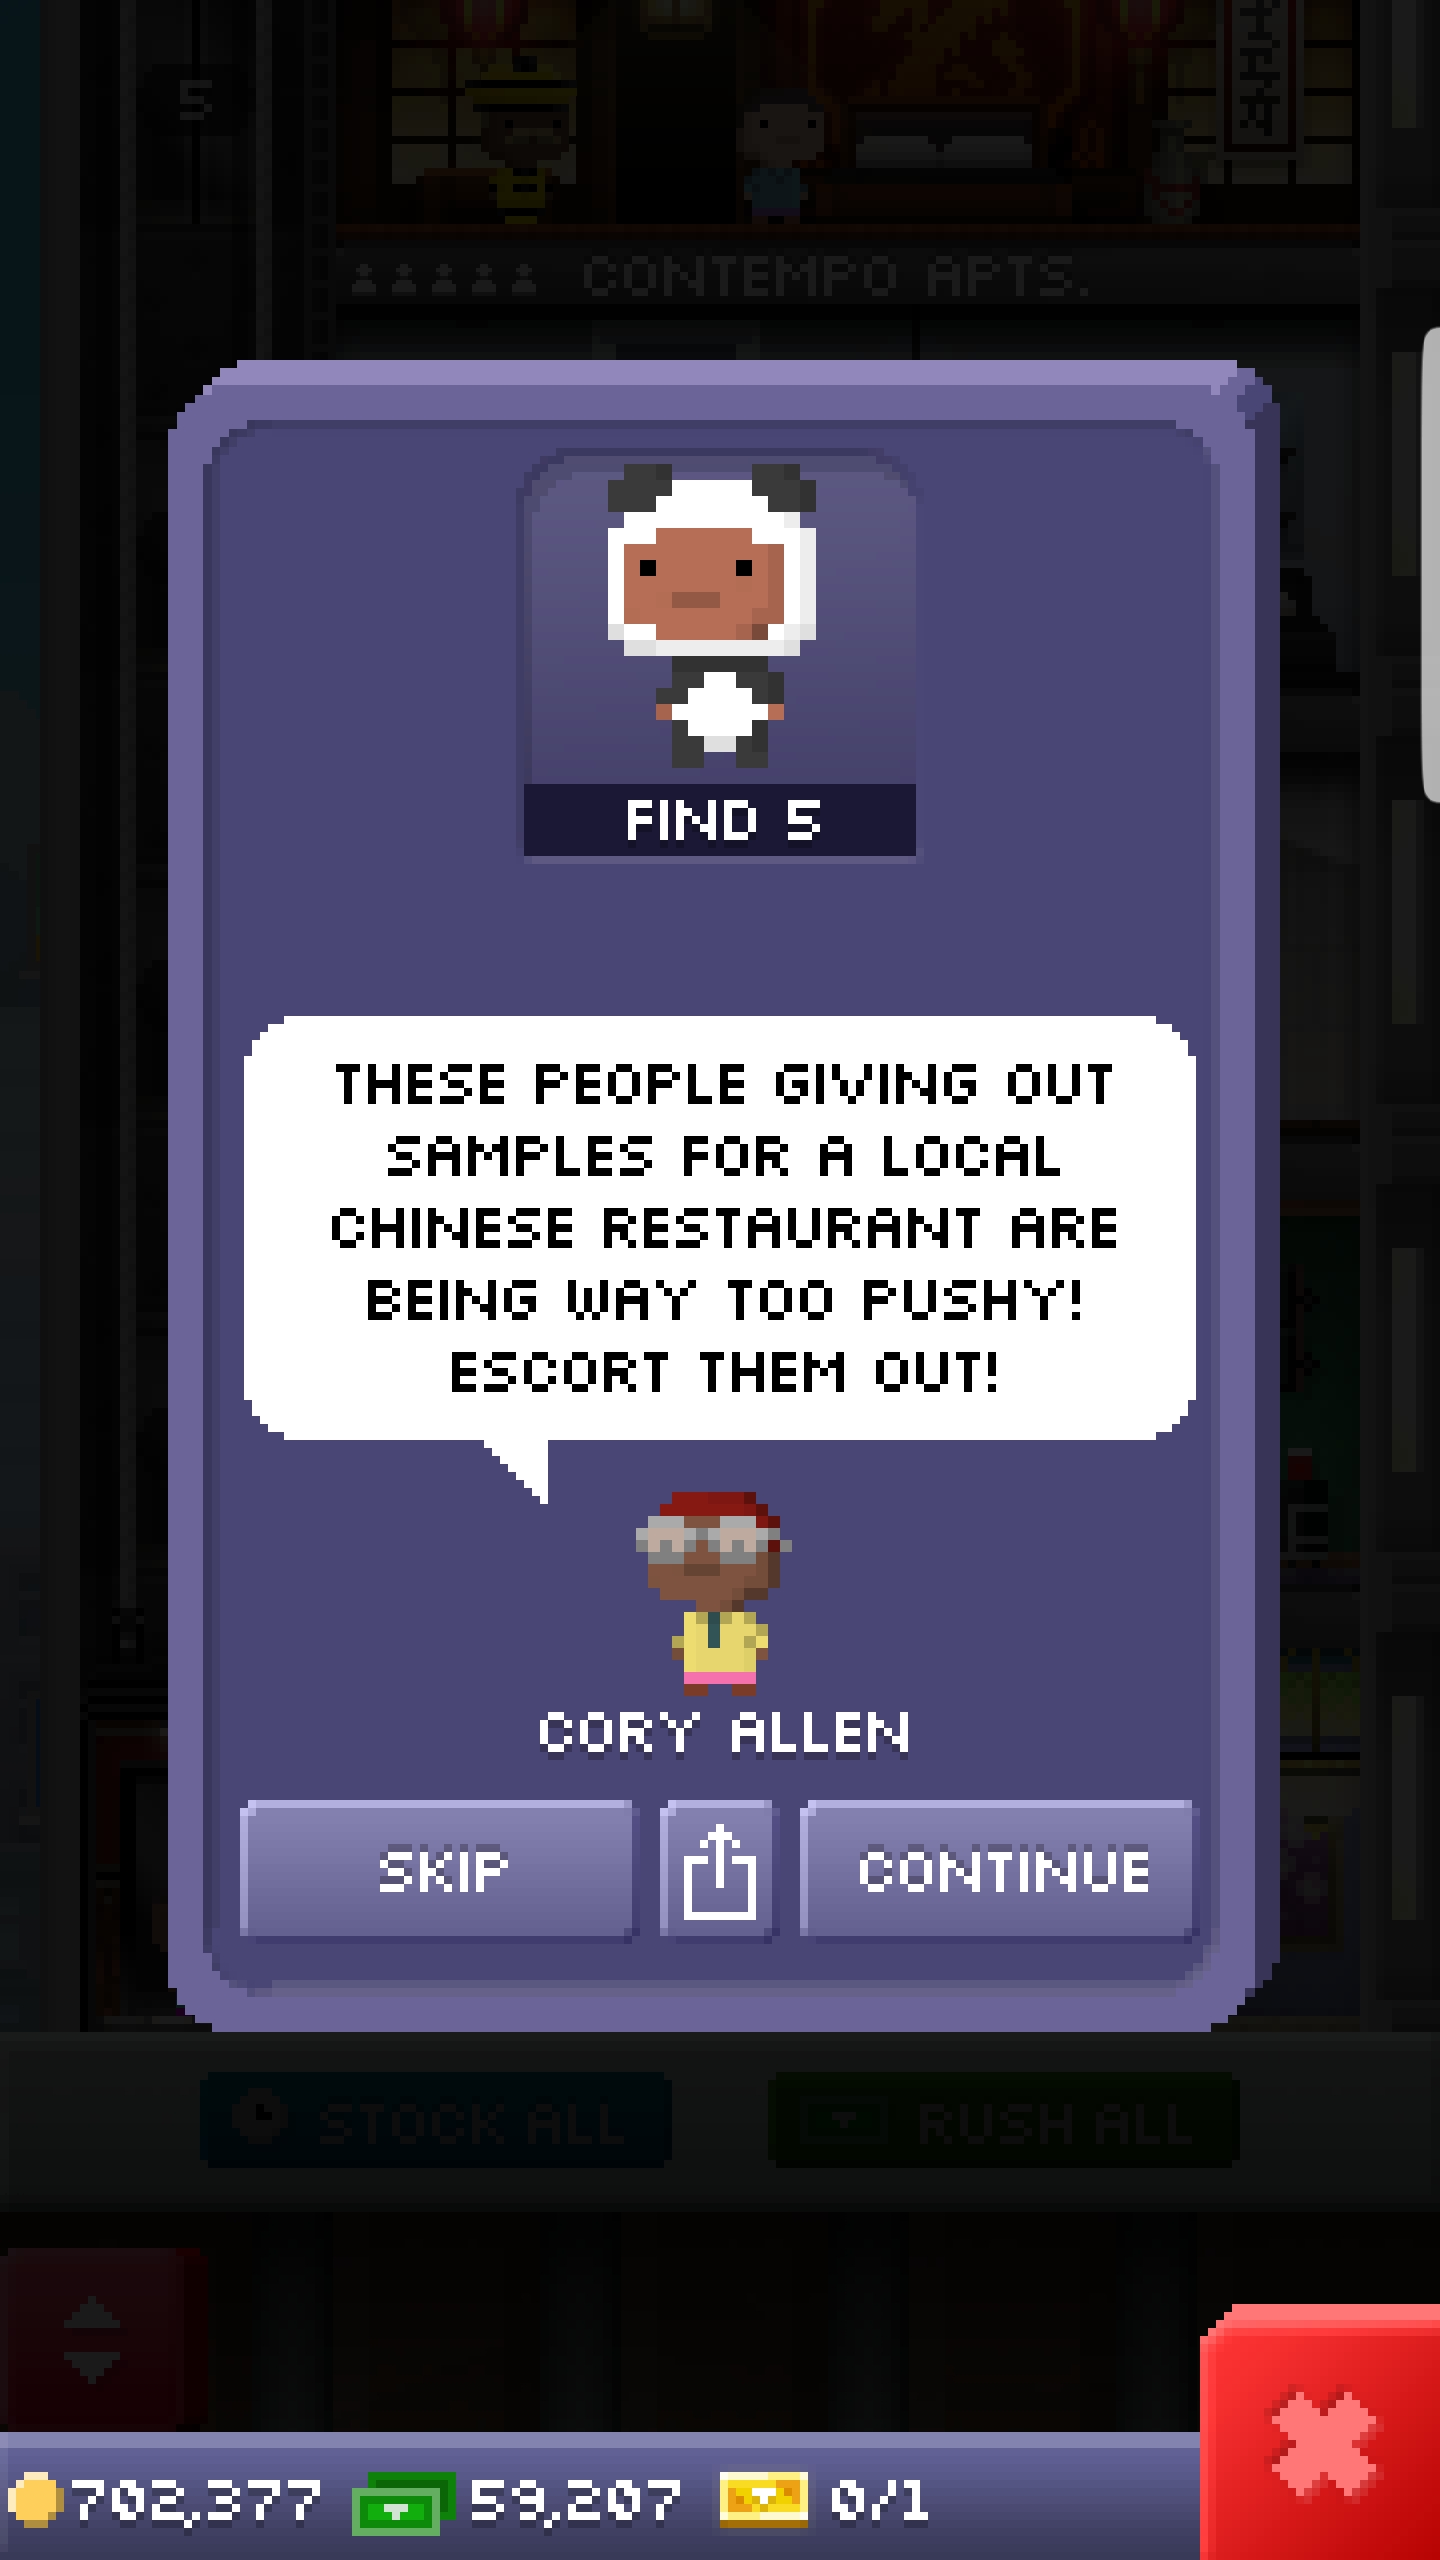 5
CONTEMPO APTS.
FIND 5
THESE PEOPLE GIVING OUT
SAMPLES FOR A LOCAL
CHINESE RESTAURANT ARE
BEING WAY TOO PUSHY!
ESCORT THEM OUT!
CORY ALLEN
SKIP
CONTINUE
STOCK ALL
RUSH ALL
702,377
59,207
0/1